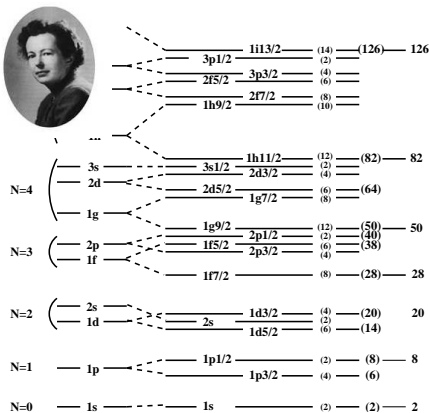 1i13/2 (14) (126) 126
3p1/2 (2)
3p3/2 (4)
2f5/2 (6)
2f7/2 (8)
1h9/2 (10)
1h11/2 (12) (82) 82
3s 3s1/2 (2)
2d3/2 (4)
N=4 2d
2d5/2 (6) (64)
1g7/2 (8)
1g
1g9/2 (12) (50) 50
2p1/2 (2) (40)
N=3 2p 1f5/2 (6) (38)
2p3/2 (4)
1f
1f7/2 (8) (28) 28
2s
N=2 1d3/2 (4) (20) 20
1d 2s (2)
1d5/2 (6) (14)
1p1/2 (2) (8) 8
N=1 1p
1p3/2 (4) (6)
N=0 1s 1s (2) (2) 2